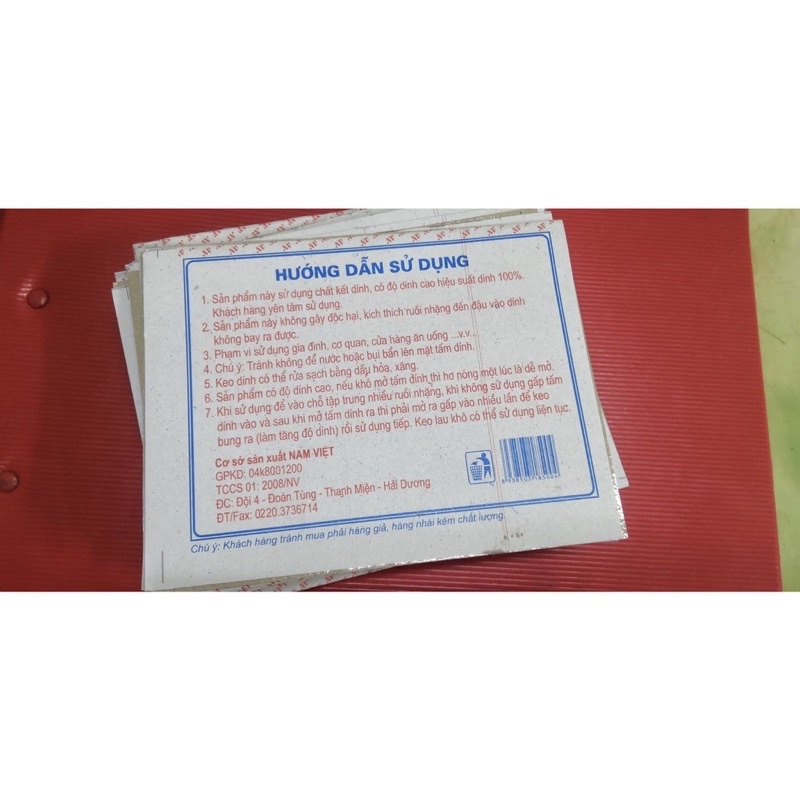 HƯỚNG DẪN SỬ DỤNG
1. Sản phẩm này sử dụng chất kết dính, có độ dính cao hiệu suất dính 100%.
Khách hàng yên tâm sử dụng.
2. Sản phẩm này không gây độc hại, kích thích ruồi nhặng đến đậu vào dính
không bay ra được.
3. Phạm vi sử dụng gia định, cơ quan, cửa hàng ăn uống ...v.v...
4. Chú ý: Tránh không để nước hoặc bụi bẩn lên mặt tấm dính.
5. Keo dính có thể rửa sạch bằng dầu hỏa, xăng.
6. Sản phẩm có độ dính cao, nếu khô mở tấm dính thì hơ nóng một lúc là dễ mở.
7. Khi sử dụng để vào chỗ tập trung nhiều ruồi nhặng, khi không sử dụng gấp tấm
dính vào và sau khi mở tấm dính ra thì phải mở ra gấp vào nhiều lần để keo
bung ra (làm tăng độ dính) rồi sử dụng tiếp. Keo lau khô có thể sử dụng liên tục.
Cơ sở sản xuất NAM VIỆT
GPKD: 04k8001200
TCCS 01: 2008/NV
ĐC: Đội 4 - Đoàn Tùng - Thanh Miện - Hải Dương
ĐT/Fax: 0220.3736714
Chú ý: Khách hàng tránh mua phải hàng giả, hàng nhái kém chất lượng.